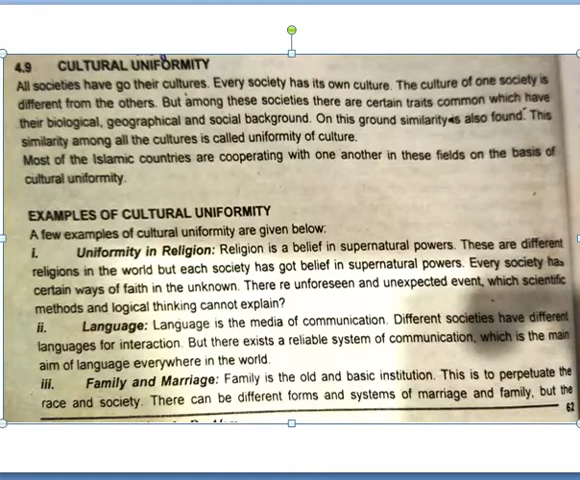 4.9 CULTURAL UNIFORMITY
All societies have go their cultures. Every society has its own culture. The culture of one society is
different from the others. But among these societies there are certain traits common which have
their biological, geographical and social background. On this ground similarity is also found. This
similarity among all the cultures is called uniformity of culture.
Most of the Islamic countries are cooperating with one another in these fields on the basis of
cultural uniformity.
EXAMPLES OF CULTURAL UNIFORMITY
A few examples of cultural uniformity are given below:
i. Uniformity in Religion: Religion is a belief in supernatural powers. These are different
religions in the world but each society has got belief in supernatural powers. Every society has
certain ways of faith in the unknown. There re unforeseen and unexpected event, which scientific
methods and logical thinking cannot explain?
ii. Language: Language is the media of communication. Different societies have different
languages for interaction. But there exists a reliable system of communication, which is the main
aim of language everywhere in the world.
iii. Family and Marriage: Family is the old and basic institution. This is to perpetuate the
race and society. There can be different forms and systems of marriage and family, but the
62